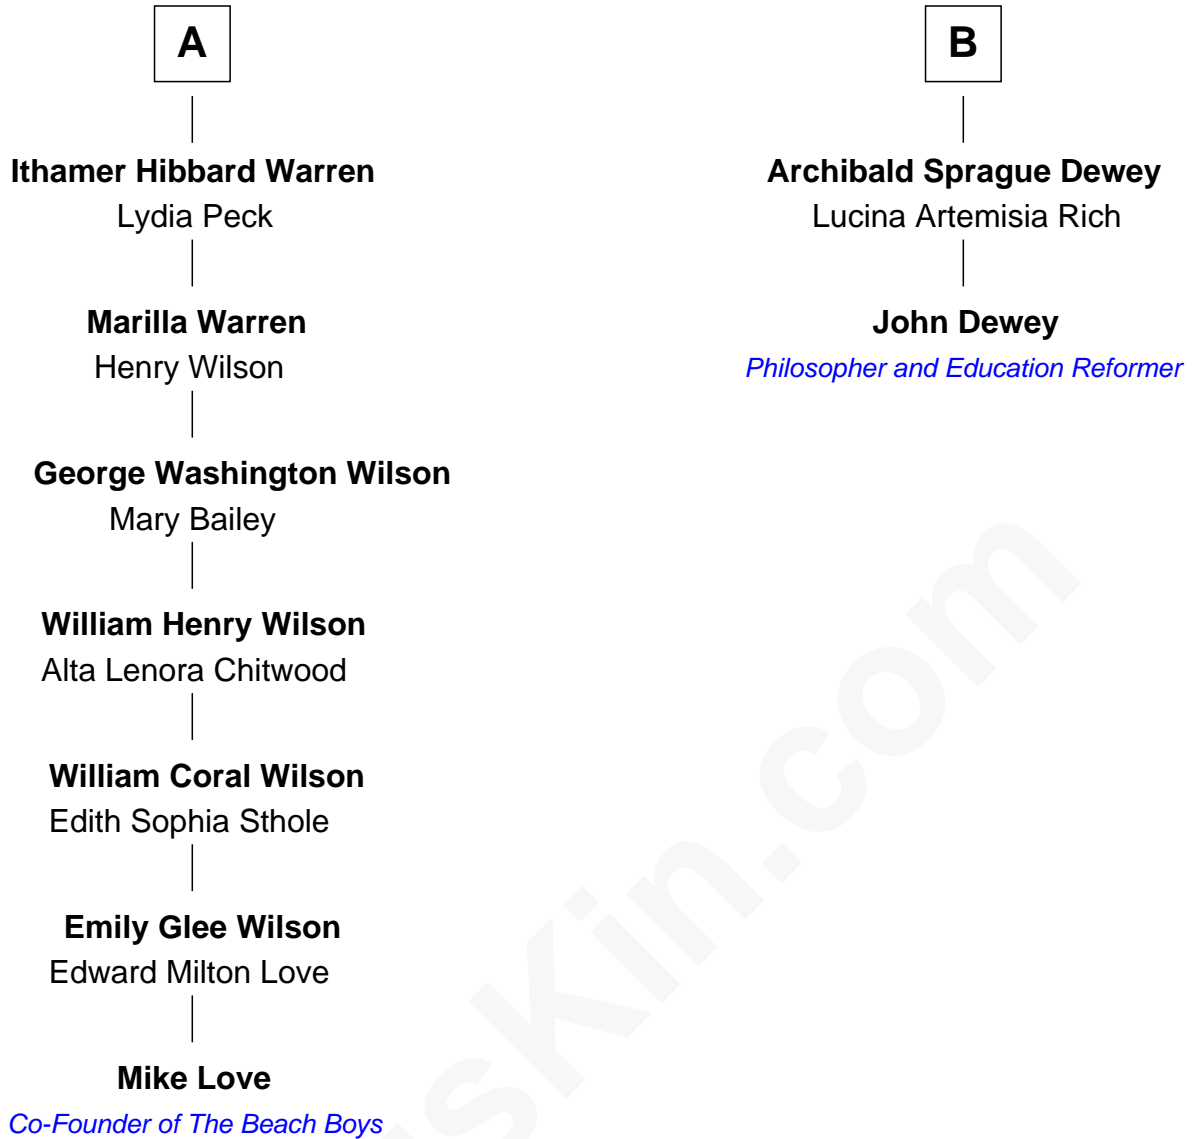 A
Ithamer Hibbard Warren
Lydia Peck
Marilla Warren
Henry Wilson
George Washington Wilson
Mary Bailey
William Henry Wilson
Alta Lenora Chitwood
William Coral Wilson
Edith Sophia Sthole
Emily Glee Wilson
Edward Milton Love
Mike Love
Co-Founder of The Beach Boys
B
Archibald Sprague Dewey
Lucina Artemisia Rich
John Dewey
Philosopher and Education Reformer